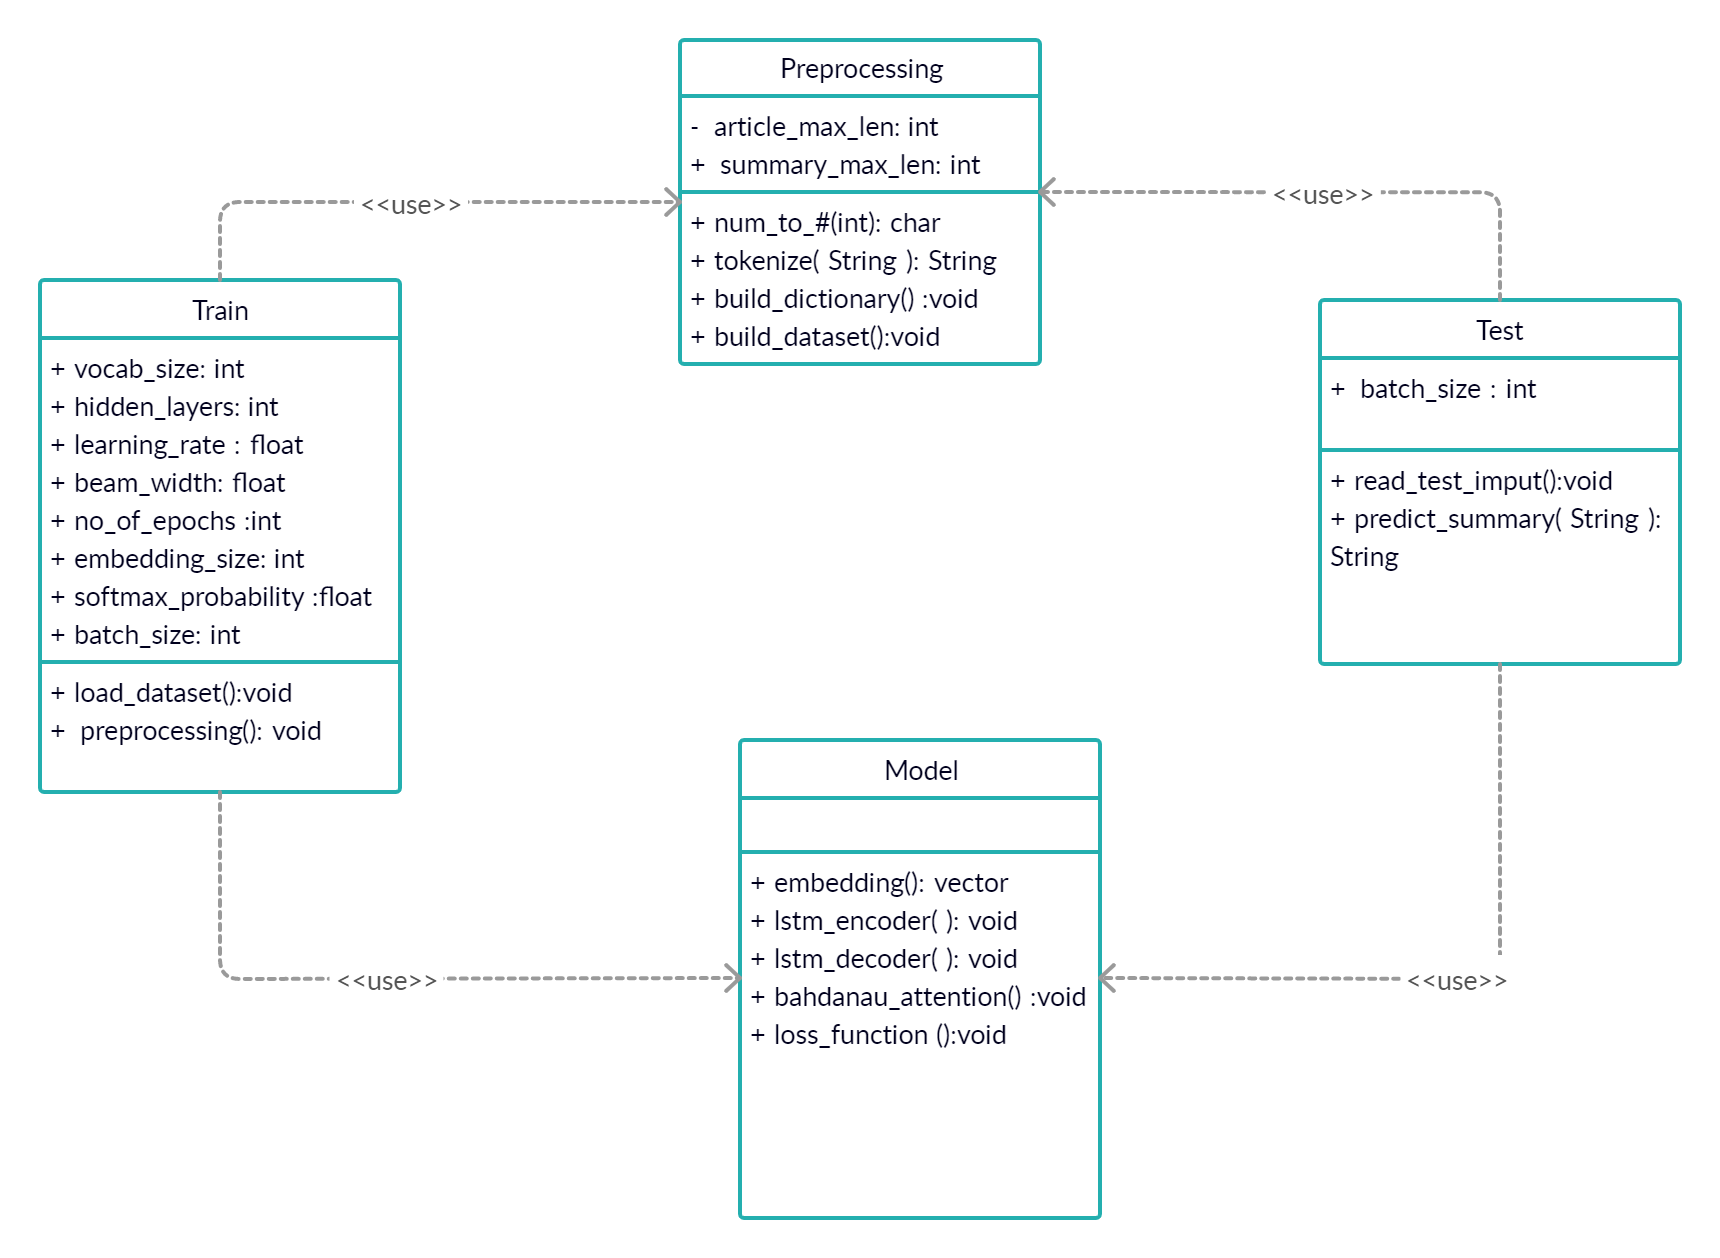 Preprocessing
- article_max_len: int
+ summary_max_len: int
+ num_to_#(int): char
+ tokenize( String ): String
+ build_dictionary() :void
+ build_dataset():void
<<use>>
<<use>>
Train
+ vocab_size: int
+ hidden_layers: int
+ learning_rate : float
+ beam_width: float
+ no_of_epochs :int
+ embedding_size: int
+ softmax_probability :float
+ batch_size: int
+ load_dataset():void
+ preprocessing(): void
Test
+ batch_size : int
+ read_test_imput():void
+ predict_summary( String ):
String
Model
+ embedding(): vector
+ lstm_encoder( ): void
+ lstm_decoder( ): void
+ bahdanau_attention() :void
+ loss_function ():void
<<use>>
<<use>>